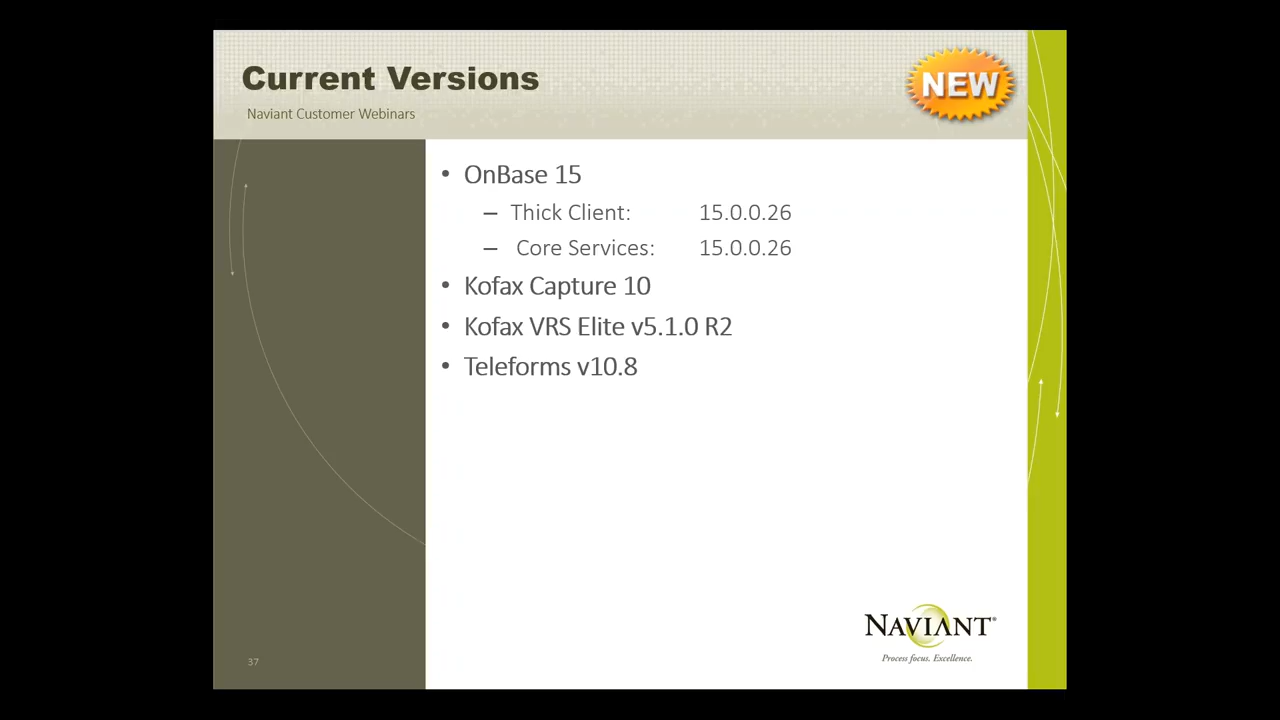 Current Versions
Naviant Customer Webinars
NEW
• OnBase 15
– Thick Client: 15.0.0.26
– Core Services: 15.0.0.26
• Kofax Capture 10
• Kofax VRS Elite v5.1.0 R2
• Teleforms v10.8
NAVIANT®
Process focus. Excellence.
37